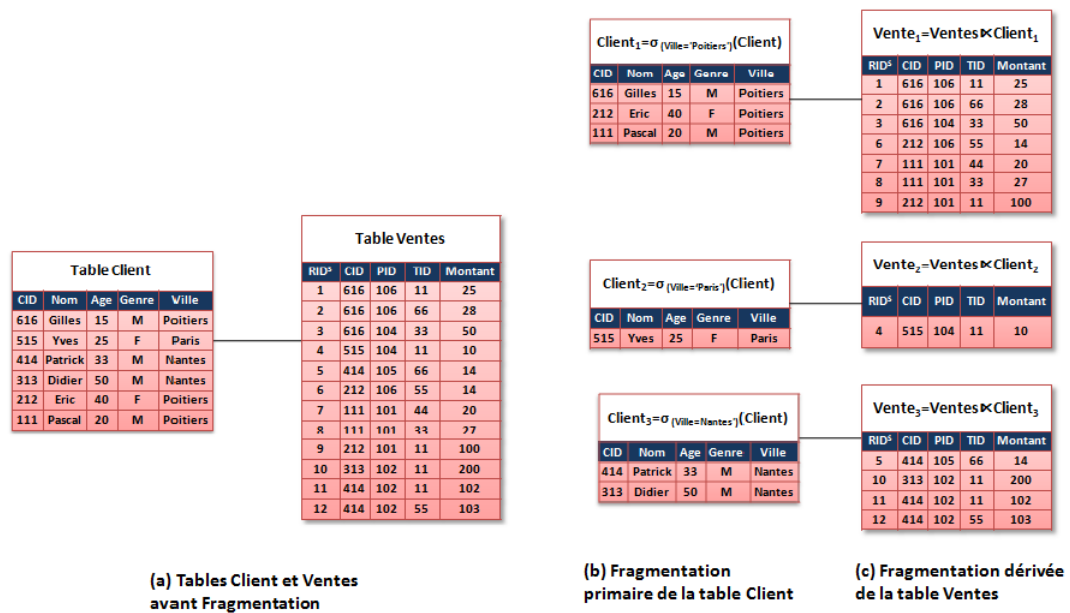 Table Client
CID Nom Age Genre Ville
616 Gilles 15 M Poitiers
515 Yves 25 F Paris
414 Patrick 33 M Nantes
313 Didier 50 M Nantes
212 Eric 40 F Poitiers
111 Pascal 20 M Poitiers
Table Ventes
RIDˢ CID PID TID Montant
1 616 106 11 25
2 616 106 66 28
3 616 104 33 50
4 515 104 11 10
5 414 105 66 14
6 212 106 55 14
7 111 101 44 20
8 111 101 33 27
9 212 101 11 100
10 313 102 11 200
11 414 102 11 102
12 414 102 55 103
(a) Tables Client et Ventes
avant Fragmentation
Client₁=σ (Ville='Poitiers')(Client)
CID Nom Age Genre Ville
616 Gilles 15 M Poitiers
212 Eric 40 F Poitiers
111 Pascal 20 M Poitiers
Client₂=σ (Ville='Paris')(Client)
CID Nom Age Genre Ville
515 Yves 25 F Paris
Client₃=σ (Ville=Nantes')(Client)
CID Nom Age Genre Ville
414 Patrick 33 M Nantes
313 Didier 50 M Nantes
(b) Fragmentation
primaire de la table Client
Vente₁=Ventes⋉Client₁
RIDˢ CID PID TID Montant
1 616 106 11 25
2 616 106 66 28
3 616 104 33 50
6 212 106 55 14
7 111 101 44 20
8 111 101 33 27
9 212 101 11 100
Vente₂=Ventes⋉Client₂
RIDˢ CID PID TID Montant
4 515 104 11 10
Vente₃=Ventes⋉Client₃
RIDˢ CID PID TID Montant
5 414 105 66 14
10 313 102 11 200
11 414 102 11 102
12 414 102 55 103
(c) Fragmentation dérivée
de la table Ventes